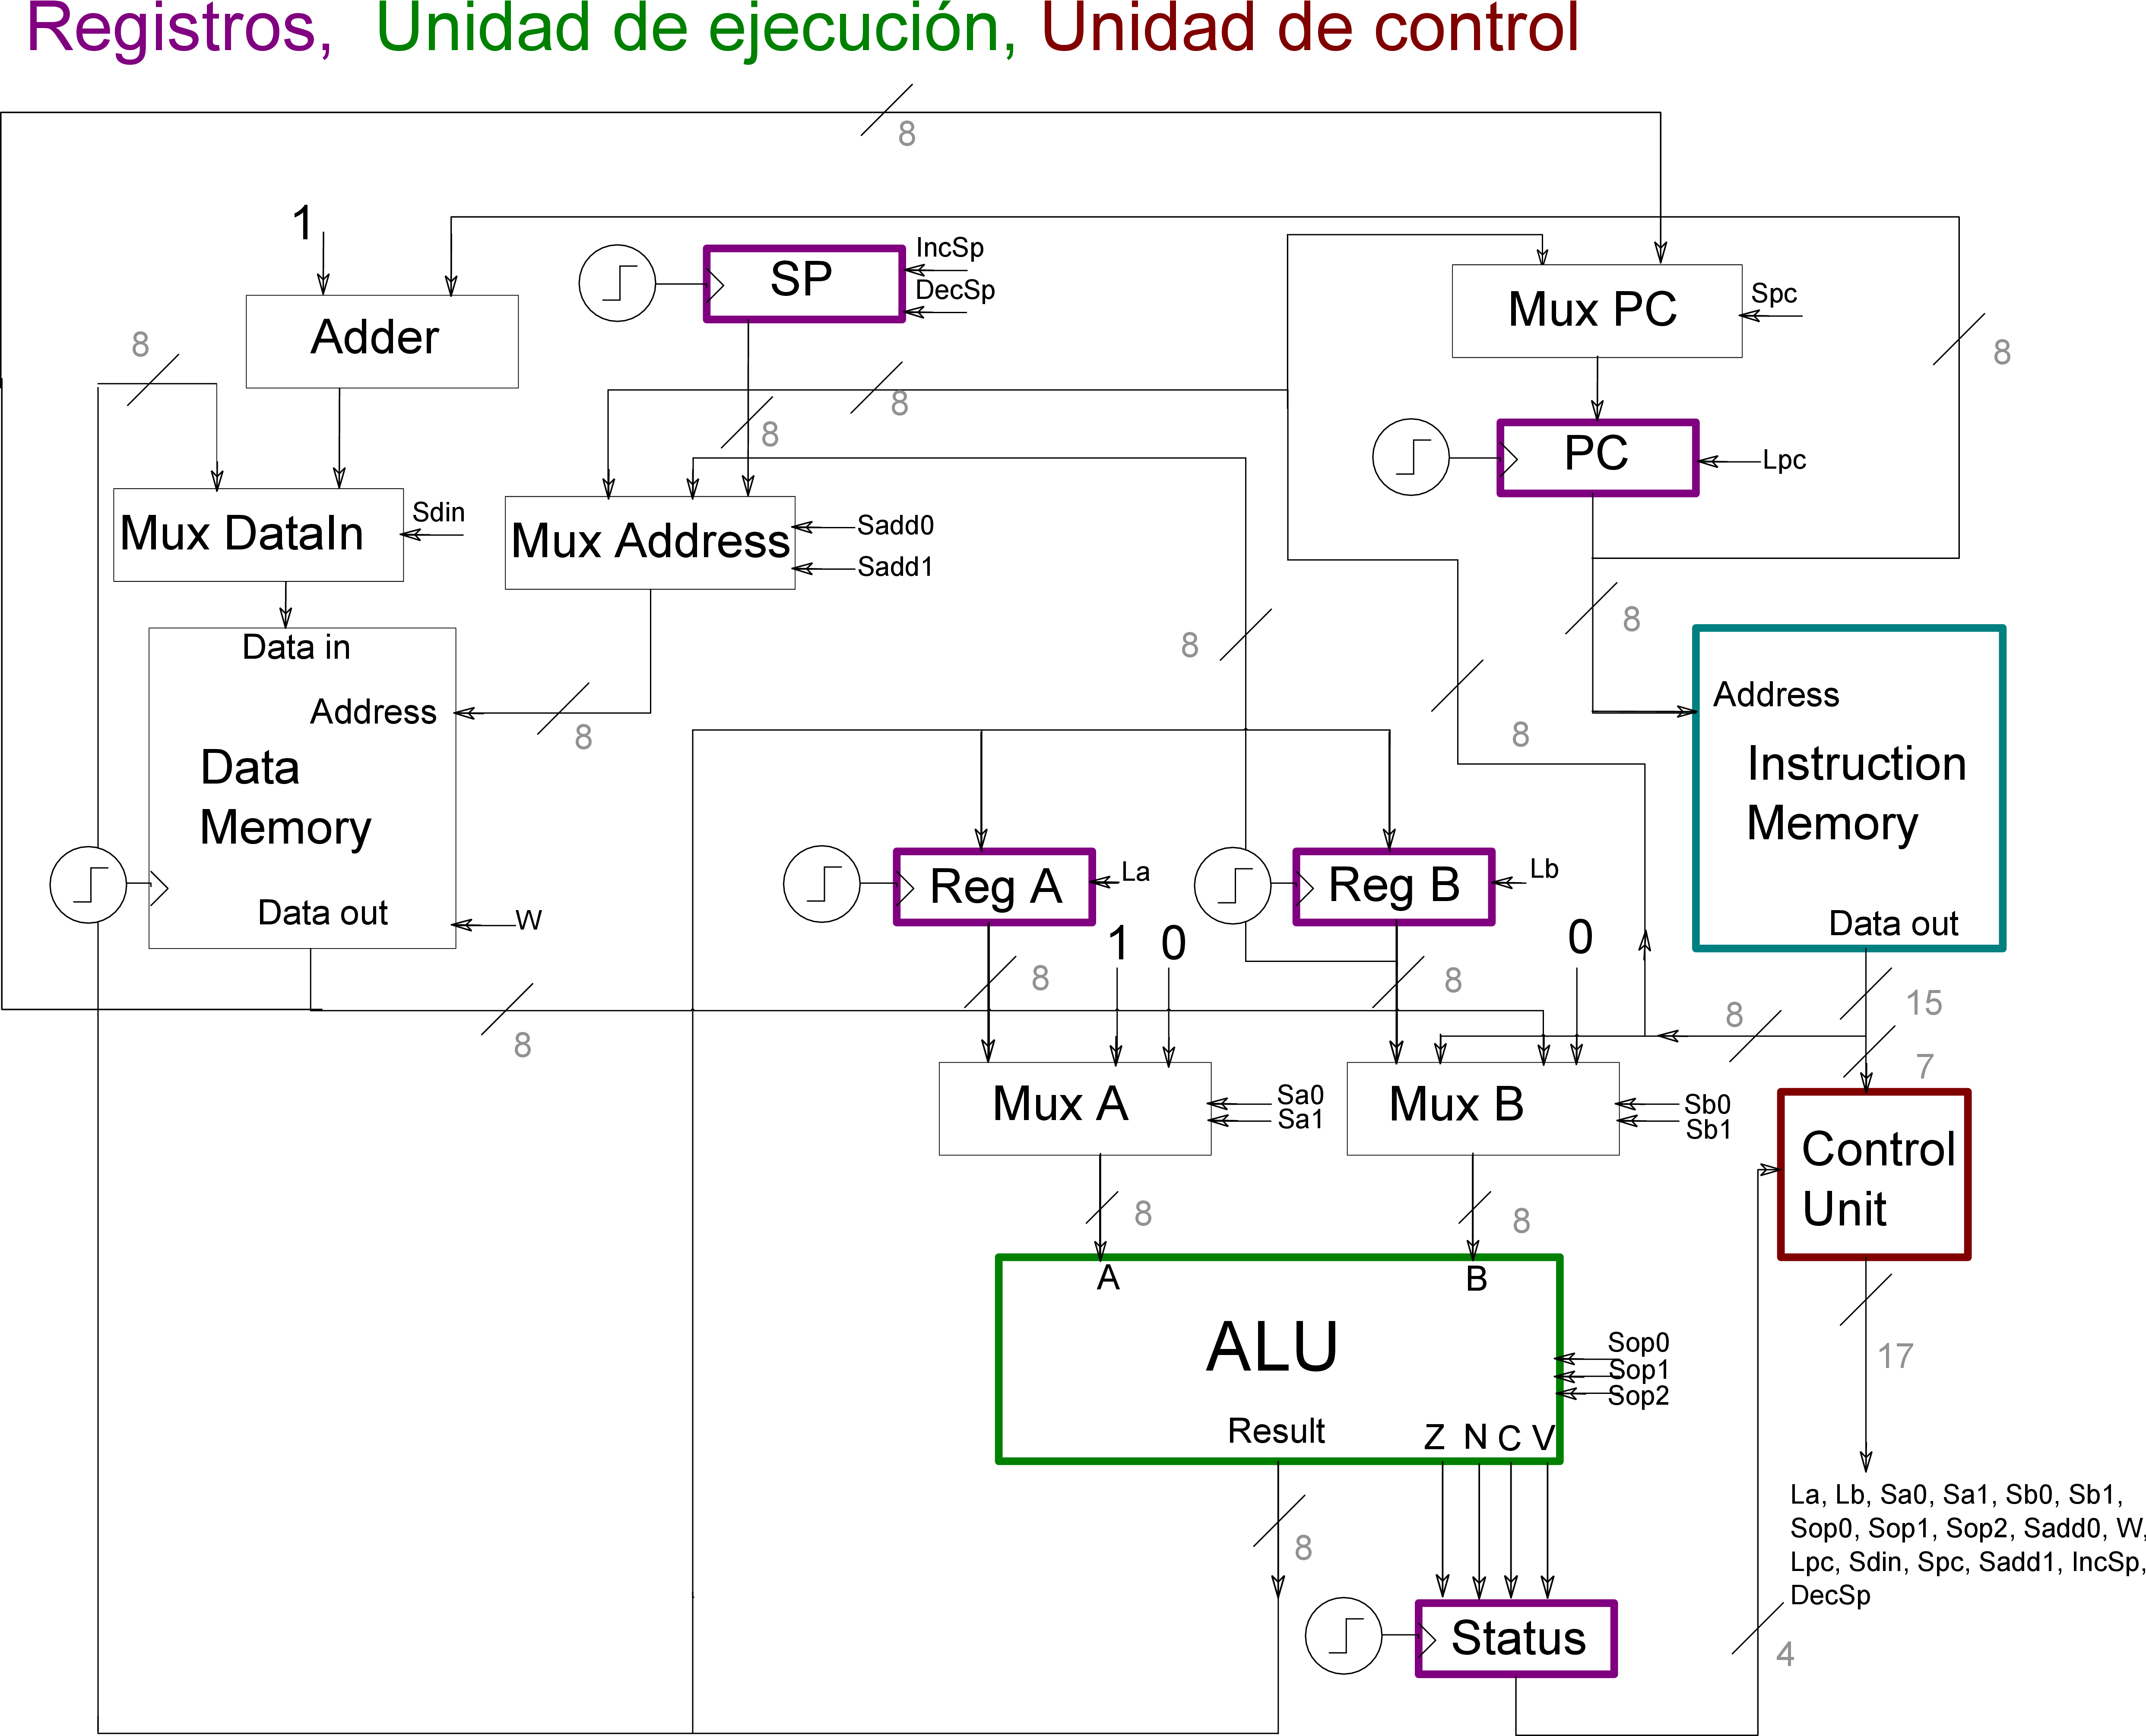 Registros, Unidad de ejecución, Unidad de control
8
1
IncSp
SP
DecSp
Spc
Mux PC
Adder
8
8
8
8
PC
Lpc
Sdin
Mux DataIn
Mux Address
Sadd0
Sadd1
8
8
Data in
Address
8
8
Address
Data
Memory
Instruction
Memory
Reg A
La
Reg B
Lb
Data out
W
1
0
0
Data out
8
8
15
8
8
7
Mux A
Sa0
Sa1
Mux B
Sb0
Sb1
Control
Unit
8
8
A
B
ALU
Sop0
Sop1
Sop2
17
Result
Z N C V
8
La, Lb, Sa0, Sa1, Sb0, Sb1,
Sop0, Sop1, Sop2, Sadd0, W,
Lpc, Sdin, Spc, Sadd1, IncSp,
DecSp
Status
4